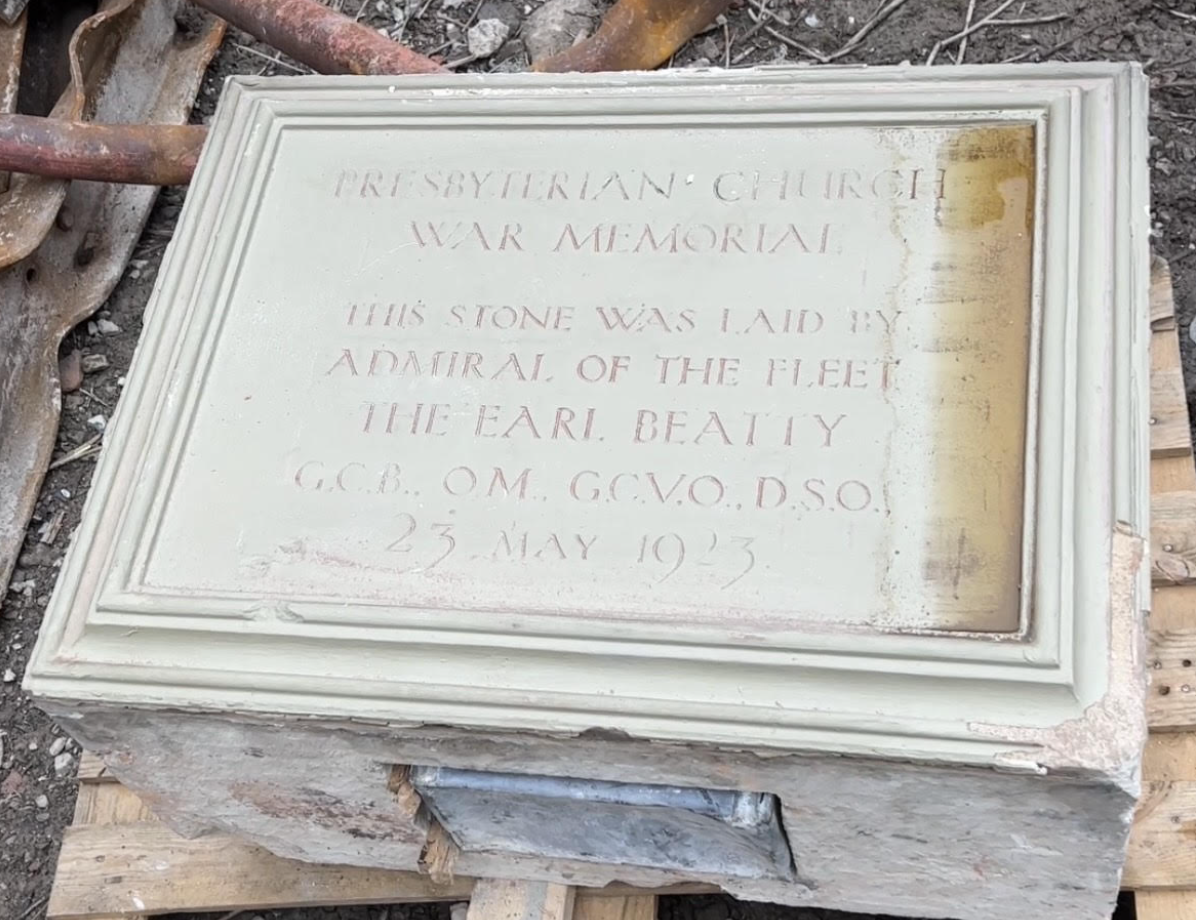 PRESBYTERIAN · CHURCH
WAR MEMORIAL
THIS STONE WAS LAID BY
ADMIRAL OF THE FLEET
THE EARL BEATTY
G.C.B., O.M., G.C.V.O., D.S.O.,
23 MAY 1923.